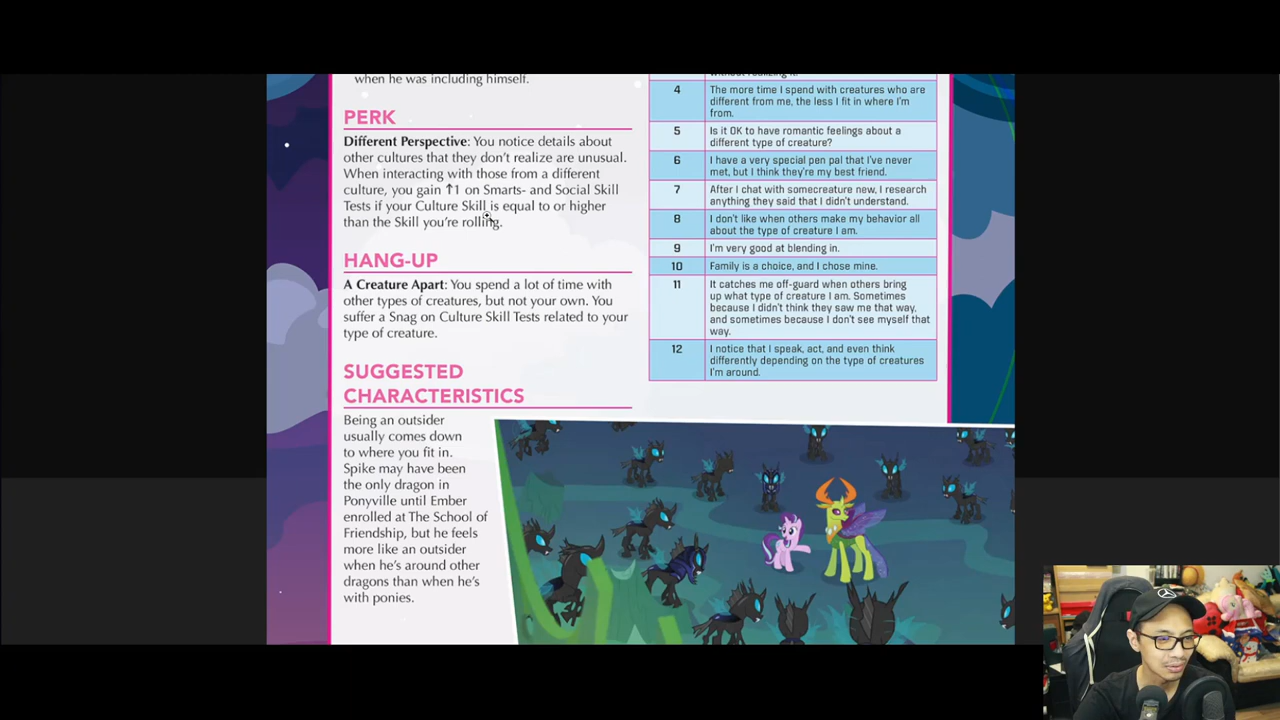 when he was including himself.
PERK
Different Perspective: You notice details about
other cultures that they don't realize are unusual.
When interacting with those from a different
culture, you gain ↑1 on Smarts- and Social Skill
Tests if your Culture Skill is equal to or higher
than the Skill you're rolling.
HANG-UP
A Creature Apart: You spend a lot of time with
other types of creatures, but not your own. You
suffer a Snag on Culture Skill Tests related to your
type of creature.
SUGGESTED
CHARACTERISTICS
Being an outsider
usually comes down
to where you fit in.
Spike may have been
the only dragon in
Ponyville until Ember
enrolled at The School of
Friendship, but he feels
more like an outsider
when he's around other
dragons than when he's
with ponies.
without realizing it.
4 The more time I spend with creatures who are
different from me, the less I fit in where I'm
from.
5 Is it OK to have romantic feelings about a
different type of creature?
6 I have a very special pen pal that I've never
met, but I think they're my best friend.
7 After I chat with somecreature new, I research
anything they said that I didn't understand.
8 I don't like when others make my behavior all
about the type of creature I am.
9 I'm very good at blending in.
10 Family is a choice, and I chose mine.
11 It catches me off-guard when others bring
up what type of creature I am. Sometimes
because I didn't think they saw me that way,
and sometimes because I don't see myself that
way.
12 I notice that I speak, act, and even think
differently depending on the type of creatures
I'm around.